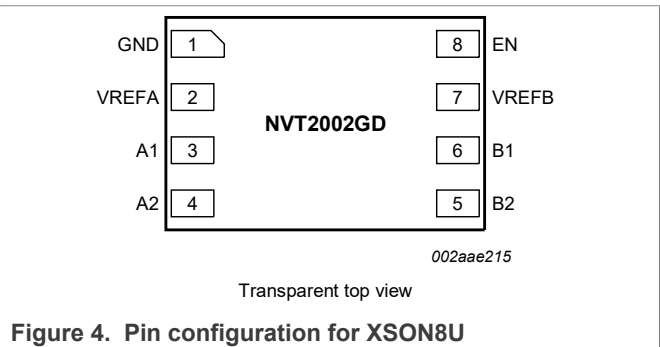 GND 1 8 EN
VREFA 2 7 VREFB
NVT2002GD
A1 3 6 B1
A2 4 5 B2
002aae215
Transparent top view
Figure 4. Pin configuration for XSON8U